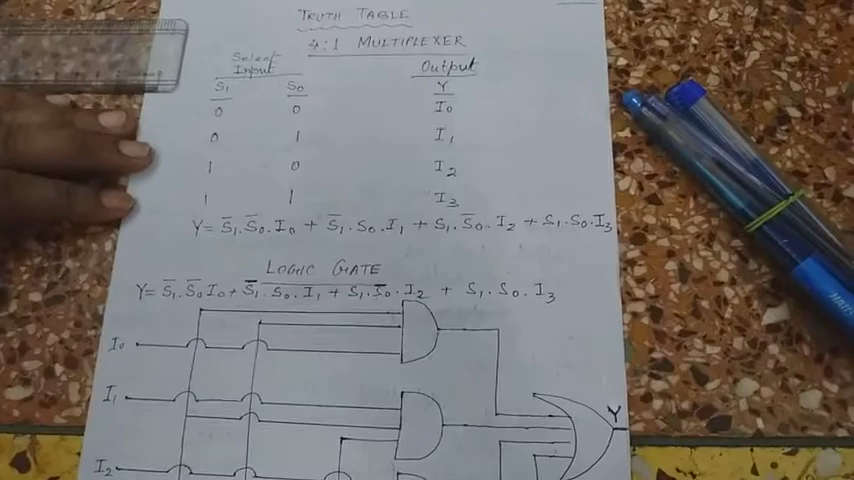 TRUTH TABLE
4:1 MULTIPLEXER
Select Input Output
S₁ S₀ Y
0 0 I₀
0 1 I₁
1 0 I₂
1 1 I₃
Y = S̅₁.S̅₀.I₀ + S̅₁.S₀.I₁ + S₁.S̅₀.I₂ + S₁.S₀.I₃
LOGIC GATE
Y = S̅₁.S̅₀ I₀ + S̅₁.S₀.I₁ + S₁.S̅₀.I₂ + S₁.S₀.I₃
I₀
I₁
Y
I₂